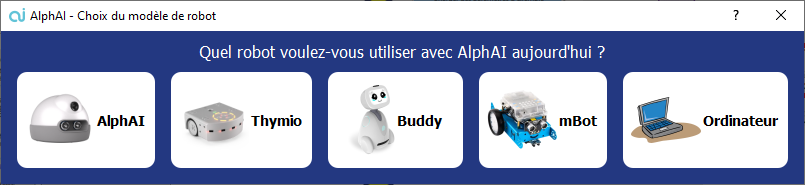 AlphAI - Choix du modèle de robot
Quel robot voulez-vous utiliser avec AlphAI aujourd'hui ?
AlphAI
Thymio
Buddy
mBot
Ordinateur